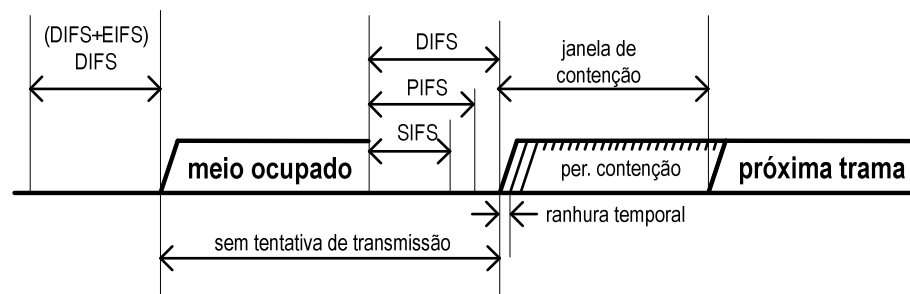 (DIFS+EIFS)
DIFS
DIFS
janela de
contenção
PIFS
SIFS
meio ocupado
per. contenção
próxima trama
ranhura temporal
sem tentativa de transmissão